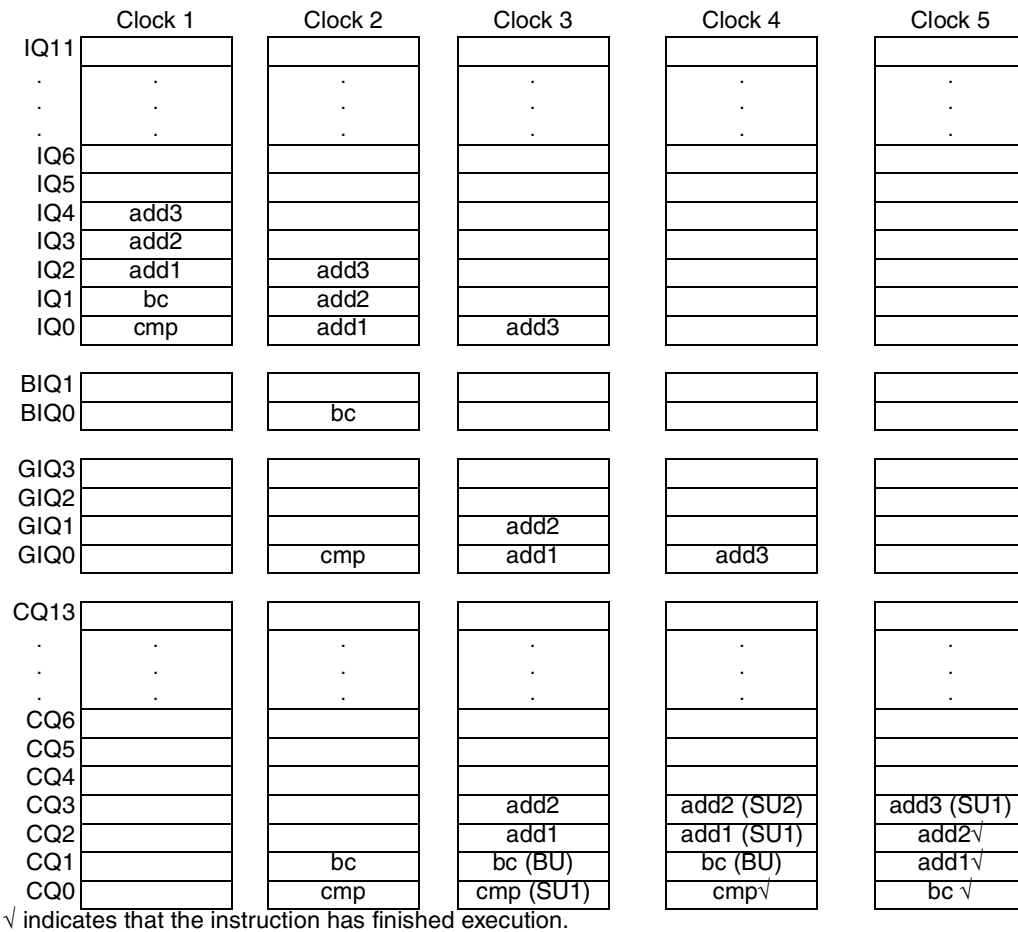 Clock 1 Clock 2 Clock 3 Clock 4 Clock 5
IQ11
. . . . . .
. . . . . .
. . . . . .
IQ6
IQ5
IQ4 add3
IQ3 add2
IQ2 add1 add3
IQ1 bc add2
IQ0 cmp add1 add3
BIQ1
BIQ0 bc
GIQ3
GIQ2
GIQ1 add2
GIQ0 cmp add1 add3
CQ13
. . . . . .
. . . . . .
. . . . . .
CQ6
CQ5
CQ4
CQ3 add2 add2 (SU2) add3 (SU1)
CQ2 add1 add1 (SU1) add2√
CQ1 bc bc (BU) bc (BU) add1√
CQ0 cmp cmp (SU1) cmp√ bc √
√ indicates that the instruction has finished execution.